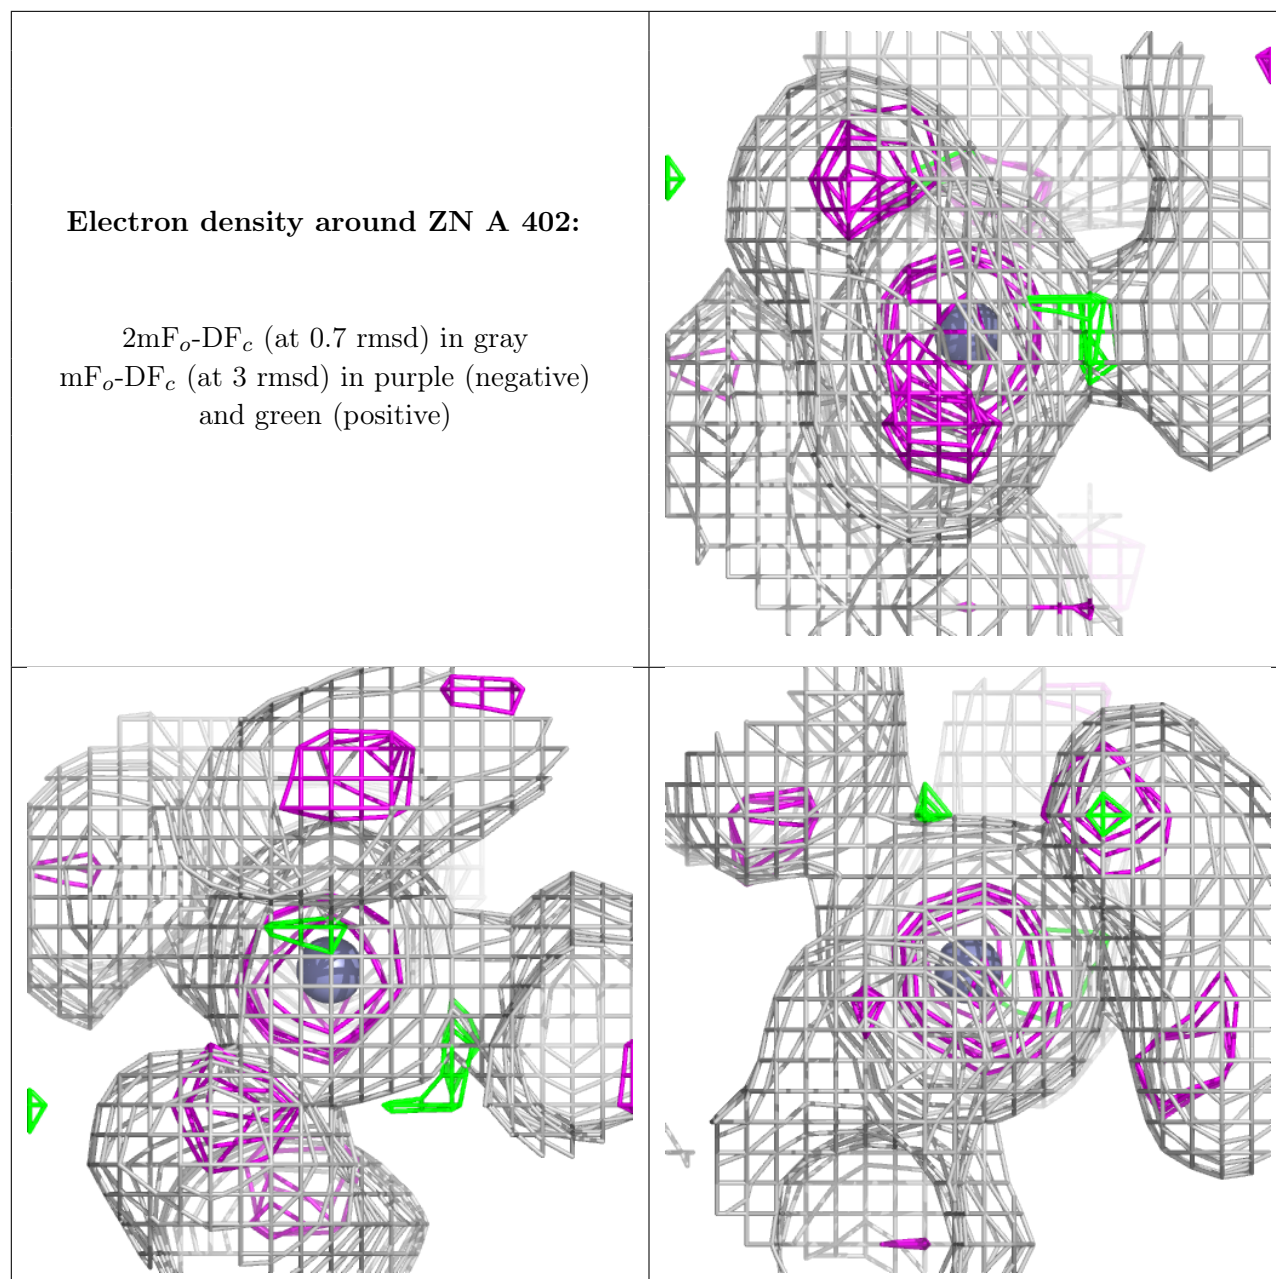 Electron density around ZN A 402:
2mFo-DFc (at 0.7 rmsd) in gray
mFo-DFc (at 3 rmsd) in purple (negative)
and green (positive)